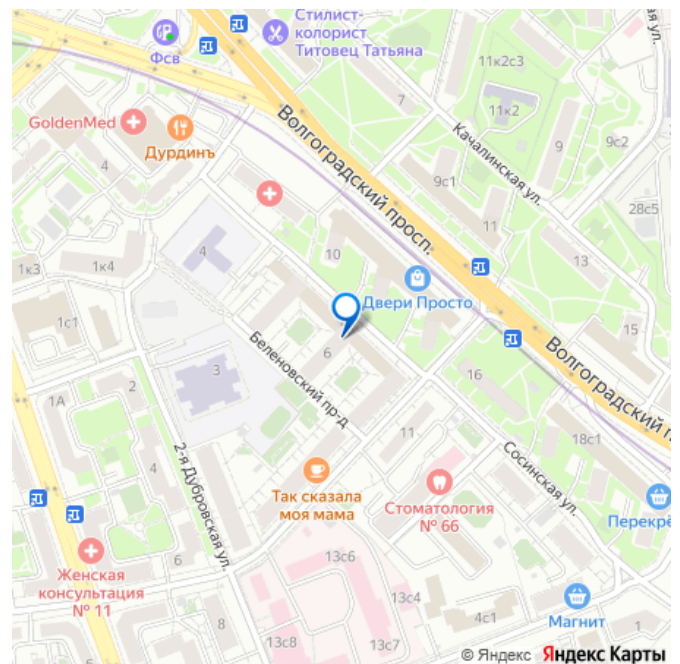 Стилист-
колорист
Титовец Татьяна
Фсв
11к2с3
7
11к2
GoldenMed
Дурдинъ
4
Волгоградский просп.
Качалинская ул.
9
9с2
9с1
28с5
11
4
10
13
1к3
1к4
Двери Просто
1с1
15
6
Беленовский пр-д
3
Волгоградский п
16
1А
2
11
18с1
2-я Дубровская ул.
4
Так сказала
моя мама
Стоматология
№ 66
Сосинская ул.
Перекрё
6
Женская
консультация
№ 11
13с6
13с4
8
4с1
Магнит
1
13с8
13с7
© Яндекс Яндекс Карты